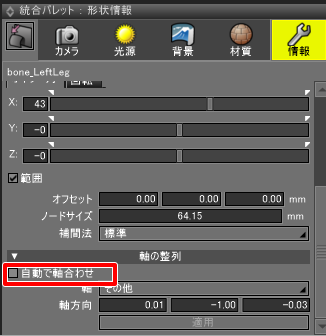 統合パレット : 形状情報
カメラ 光源 背景 材質 情報
bone_LeftLeg
回転
X: 43
Y: -0
Z: -0
範囲
オフセット 0.00 0.00 0.00 mm
ノードサイズ 64.15 mm
補間法 標準
▼ 軸の整列
自動で軸合わせ
軸 その他
軸方向 0.01 -1.00 -0.03
適用